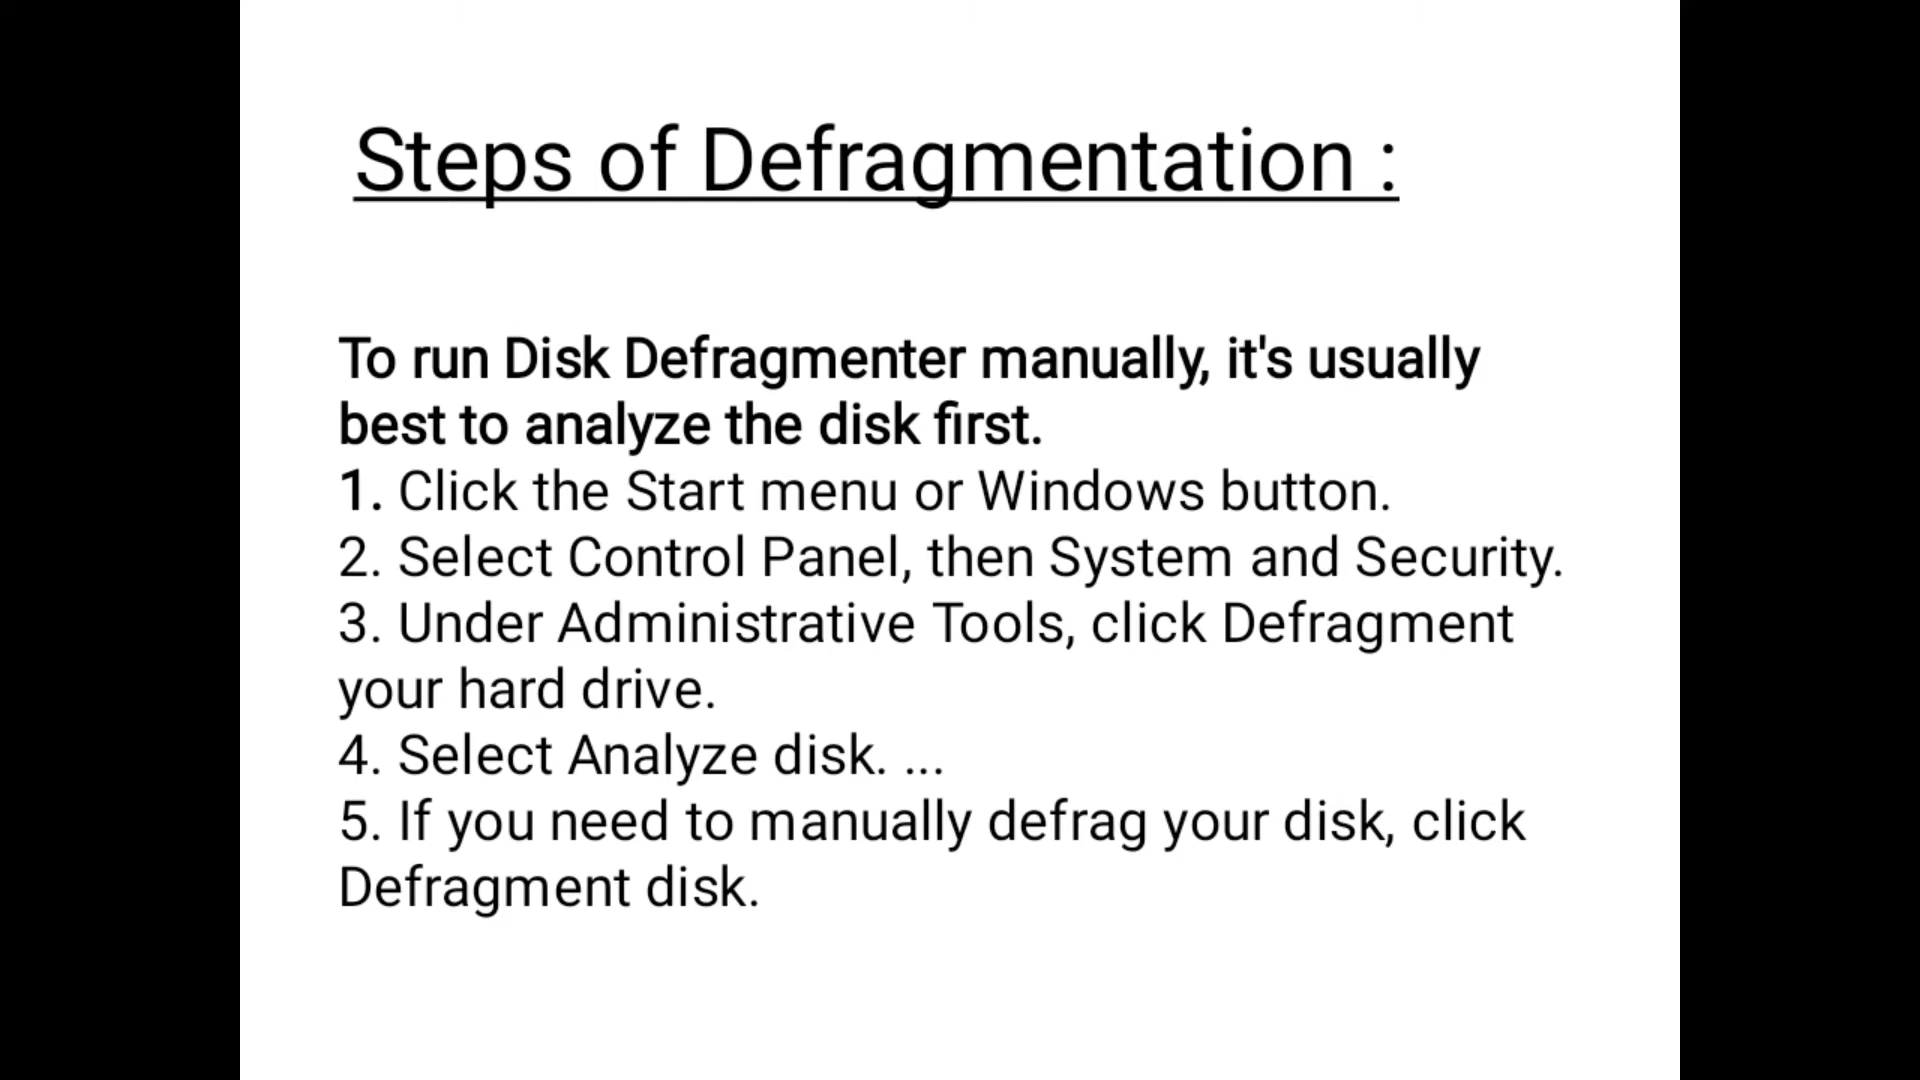 Steps of Defragmentation :
To run Disk Defragmenter manually, it's usually
best to analyze the disk first.
1. Click the Start menu or Windows button.
2. Select Control Panel, then System and Security.
3. Under Administrative Tools, click Defragment
your hard drive.
4. Select Analyze disk. ...
5. If you need to manually defrag your disk, click
Defragment disk.